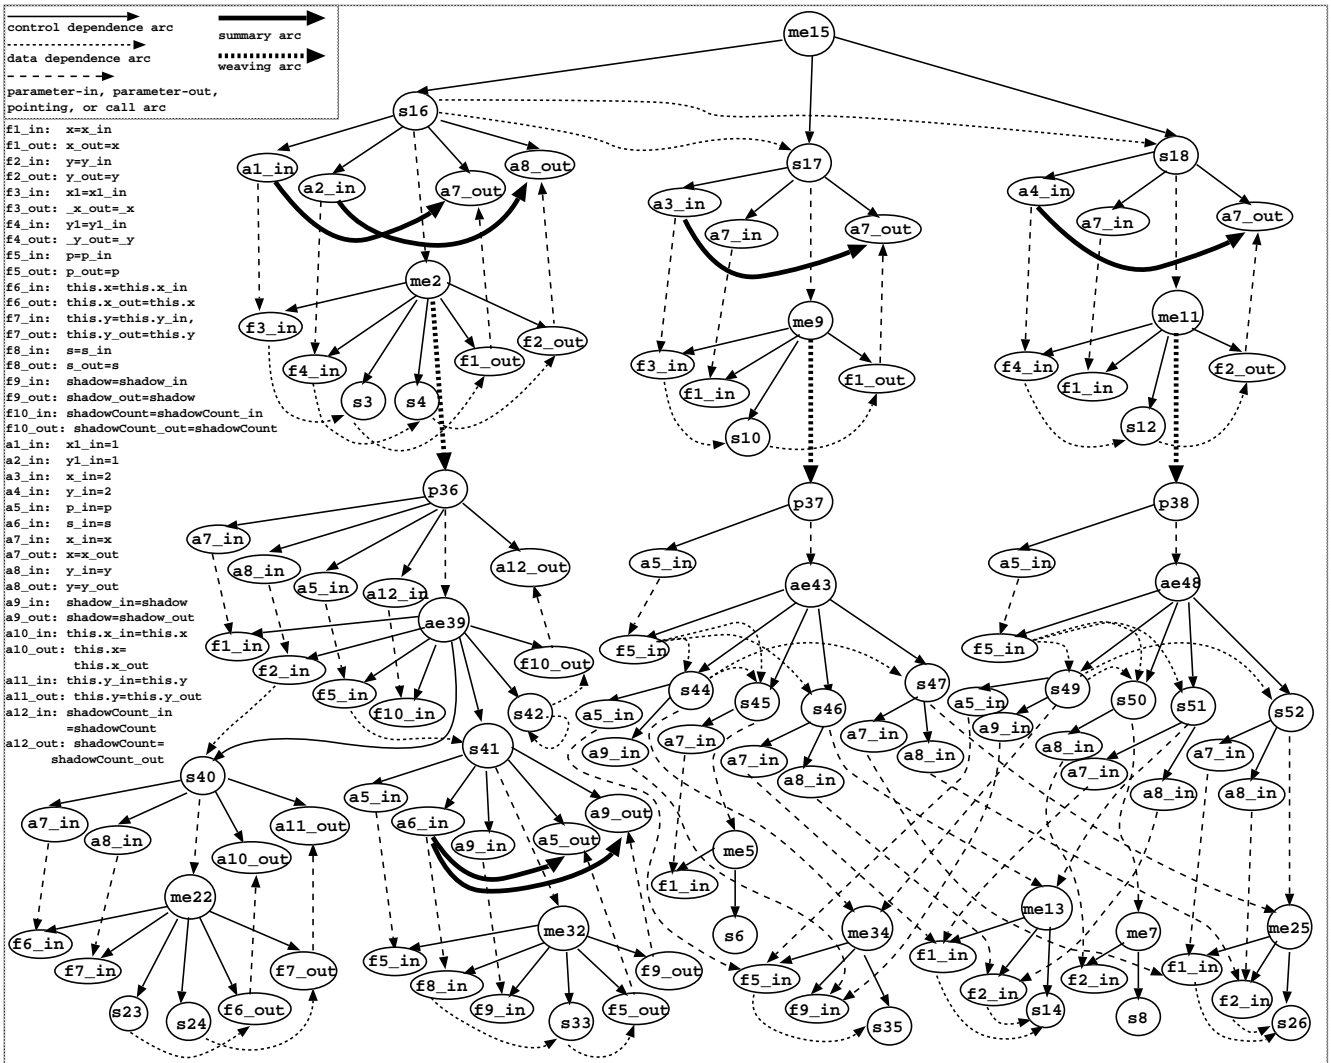 control dependence arc
summary arc
data dependence arc
weaving arc
parameter-in, parameter-out,
pointing, or call arc
f1_in: x=x_in
f1_out: x_out=x
f2_in: y=y_in
f2_out: y_out=y
f3_in: x1=x1_in
f3_out: _x_out=_x
f4_in: y1=y1_in
f4_out: _y_out=_y
f5_in: p=p_in
f5_out: p_out=p
f6_in: this.x=this.x_in
f6_out: this.x_out=this.x
f7_in: this.y=this.y_in,
f7_out: this.y_out=this.y
f8_in: s=s_in
f8_out: s_out=s
f9_in: shadow=shadow_in
f9_out: shadow_out=shadow
f10_in: shadowCount=shadowCount_in
f10_out: shadowCount_out=shadowCount
a1_in: x1_in=1
a2_in: y1_in=1
a3_in: x_in=2
a4_in: y_in=2
a5_in: p_in=p
a6_in: s_in=s
a7_in: x_in=x
a7_out: x=x_out
a8_in: y_in=y
a8_out: y=y_out
a9_in: shadow_in=shadow
a9_out: shadow=shadow_out
a10_in: this.x_in=this.x
a10_out: this.x=
this.x_out
a11_in: this.y_in=this.y
a11_out: this.y=this.y_out
a12_in: shadowCount_in
=shadowCount
a12_out: shadowCount=
shadowCount_out
me15
s16
s17
s18
a1_in
a2_in
a7_out
a8_out
a3_in
a7_in
a7_out
a4_in
a7_in
a7_out
me2
me9
me11
f3_in
f4_in
s3
s4
f1_out
f2_out
f3_in
f1_in
s10
f1_out
f4_in
f1_in
s12
f2_out
p36
p37
p38
a7_in
a8_in
a5_in
a12_in
a12_out
a5_in
a5_in
ae39
ae43
ae48
f1_in
f2_in
f5_in
f10_in
s42
f10_out
f5_in
s44
s45
s46
s47
f5_in
s49
s50
s51
s52
s40
s41
a5_in
a9_in
a7_in
a7_in
a8_in
a7_in
a8_in
a5_in
a9_in
a8_in
a7_in
a8_in
a7_in
a8_in
a7_in
a8_in
a10_out
a11_out
a5_in
a6_in
a9_in
a5_out
a9_out
me5
f1_in
s6
me22
me32
me34
me13
me7
me25
f6_in
f7_in
s23
s24
f6_out
f7_out
f5_in
f8_in
f9_in
s33
f5_out
f9_out
f5_in
f9_in
s35
f1_in
f2_in
s14
f2_in
s8
f1_in
f2_in
s26